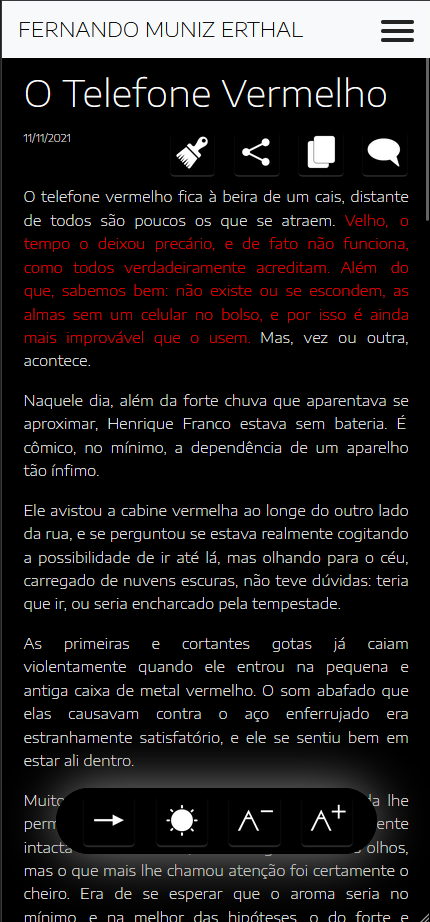 FERNANDO MUNIZ ERTHAL
O Telefone Vermelho
11/11/2021
O telefone vermelho fica à beira de um cais, distante
de todos são poucos os que se atraem. Velho, o
tempo o deixou precário, e de fato não funciona,
como todos verdadeiramente acreditam. Além do
que, sabemos bem: não existe ou se escondem, as
almas sem um celular no bolso, e por isso é ainda
mais improvável que o usem. Mas, vez ou outra,
acontece.
Naquele dia, além da forte chuva que aparentava se
aproximar, Henrique Franco estava sem bateria. É
cômico, no mínimo, a dependência de um aparelho
tão ínfimo.
Ele avistou a cabine vermelha ao longe do outro lado
da rua, e se perguntou se estava realmente cogitando
a possibilidade de ir até lá, mas olhando para o céu,
carregado de nuvens escuras, não teve dúvidas: teria
que ir, ou seria encharcado pela tempestade.
As primeiras e cortantes gotas já caiam
violentamente quando ele entrou na pequena e
antiga caixa de metal vermelho. O som abafado que
elas causavam contra o aço enferrujado era
estranhamente satisfatório, e ele se sentiu bem em
estar ali dentro.
lhe
A- A+
olhos,
mas o que mais lhe chamou atenção foi certamente o
cheiro. Era de se esperar que o aroma seria no
mínimo, e na melhor das hipóteses, o do forte e